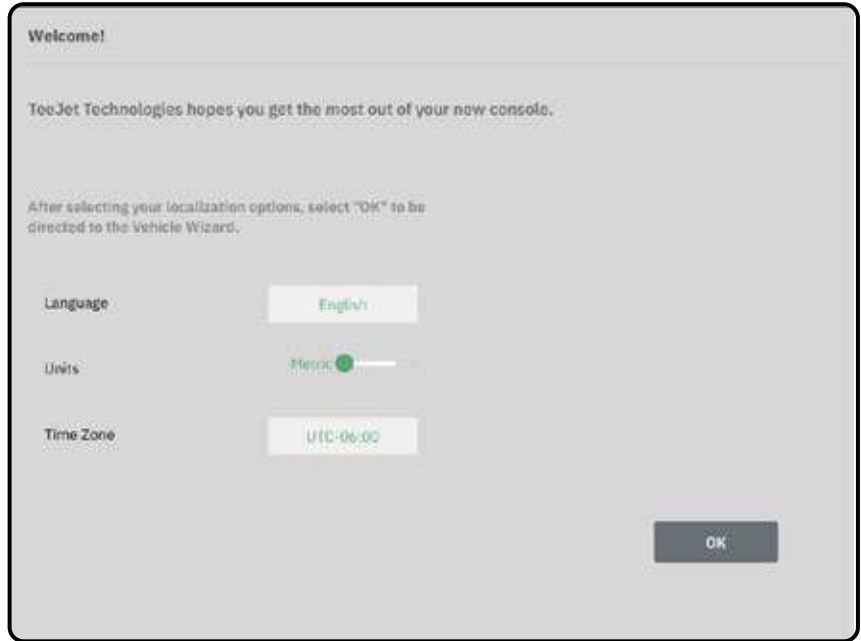 Welcome!
TeeJet Technologies hopes you get the most out of your new console.
After selecting your localization options, select "OK" to be
directed to the Vehicle Wizard.
Language English
Units Metric
Time Zone UTC-06:00
OK